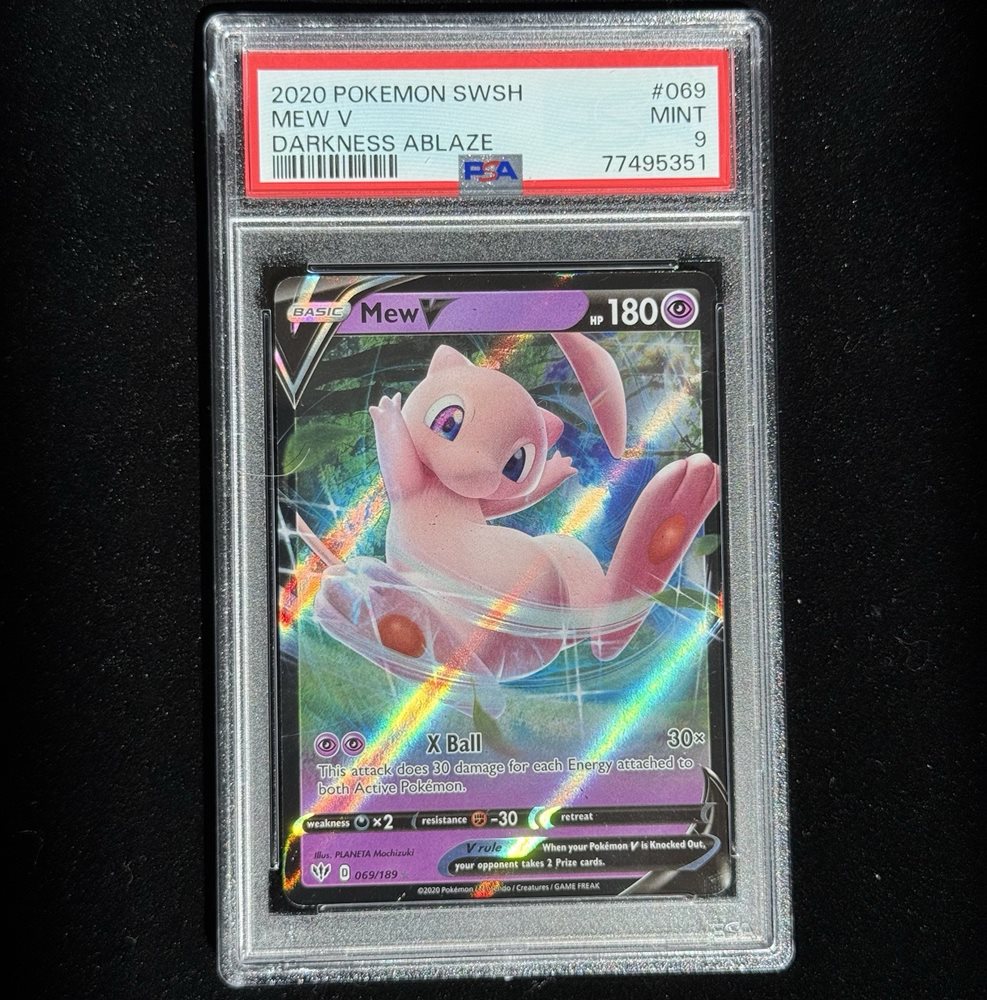 2020 POKEMON SWSH #069
MEW V MINT
DARKNESS ABLAZE 9
77495351
PSA
BASIC Mew V HP 180
X Ball 30×
This attack does 30 damage for each Energy attached to
both Active Pokémon.
weakness ×2 resistance -30 retreat
Illus. PLANETA Mochizuki
V rule When your Pokémon V is Knocked Out,
your opponent takes 2 Prize cards.
D 069/189
©2020 Pokémon / Creatures / GAME FREAK